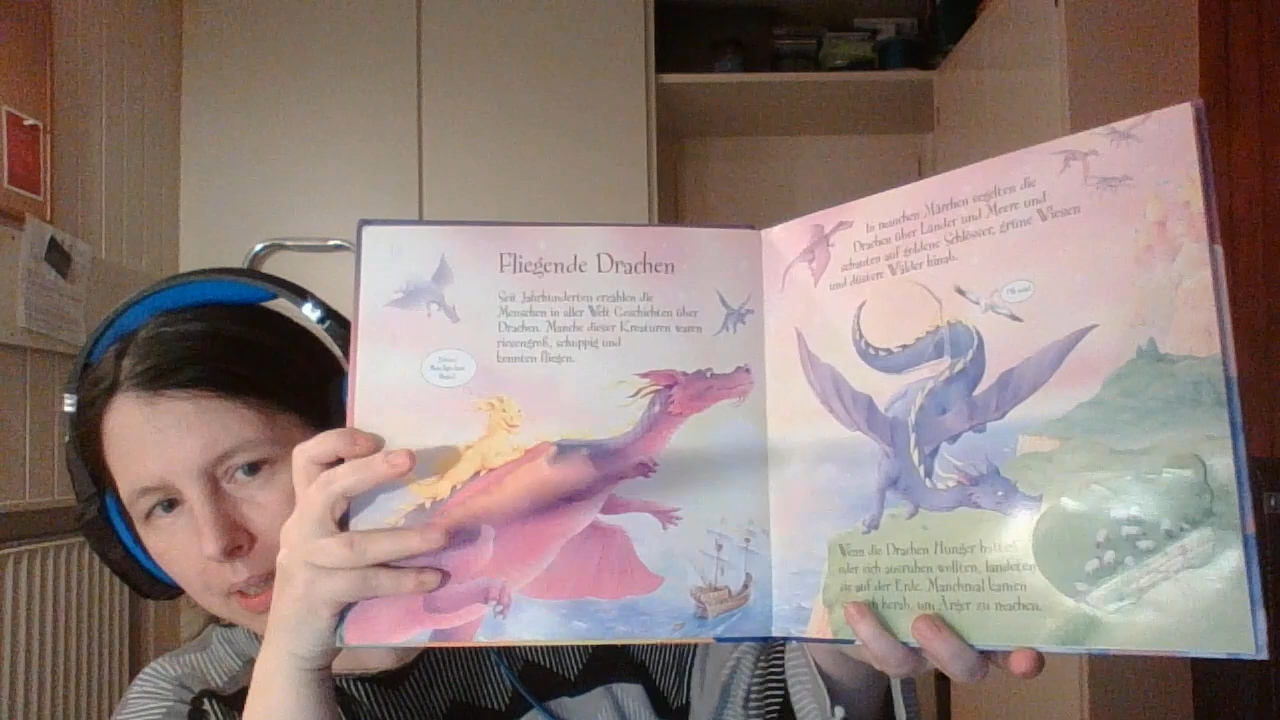 Fliegende Drachen
Seit Jahrhunderten erzählen die
Menschen in aller Welt Geschichten über
Drachen. Manche dieser Kreaturen waren
riesengroß, schuppig und
konnten fliegen.
In manchen Märchen segelten die
Drachen über Länder und Meere und
schauten auf goldene Schlösser, grüne Wiesen
und düstere Wälder hinab.
Wenn die Drachen Hunger hatten
oder sich ausruhen wollten, landeten
sie auf der Erde. Manchmal kamen
herab, um Ärger zu machen.